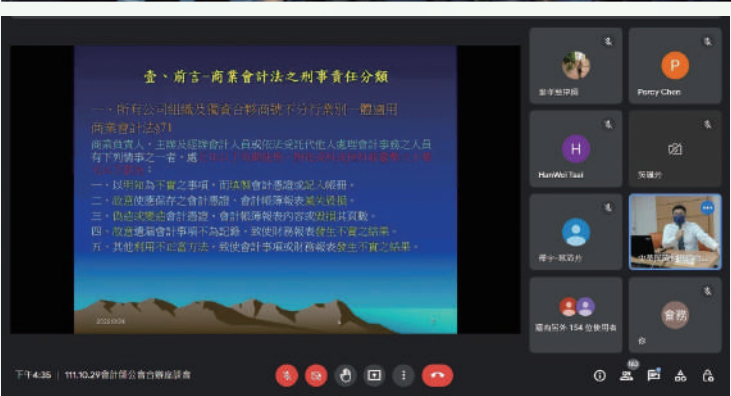 壹、前言-商業會計法之刑事責任分類
一、所有公司組織及獨資合夥商號不分行業別一體適用
商業會計法§71
商業負責人、主辦及經辦會計人員或依法受託代他人處理會計事務之人員
有下列情事之一者,處
一、以明知為不實之事項,而填製會計憑證或記入帳冊。
二、故意使應保存之會計憑證、會計帳簿報表滅失毀損。
三、偽造或變造會計憑證、會計帳簿報表內容或毀損其頁數。
四、故意遺漏會計事項不為記錄,致使財務報表發生不實之結果。
五、其他利用不正當方法,致使會計事項或財務報表發生不實之結果。
P
Percy Chen
H
HanWei Tsai
還有另外 154 位使用者
會務
你
下午4:35 | 111.10.29會計師公會合辦座談會
163